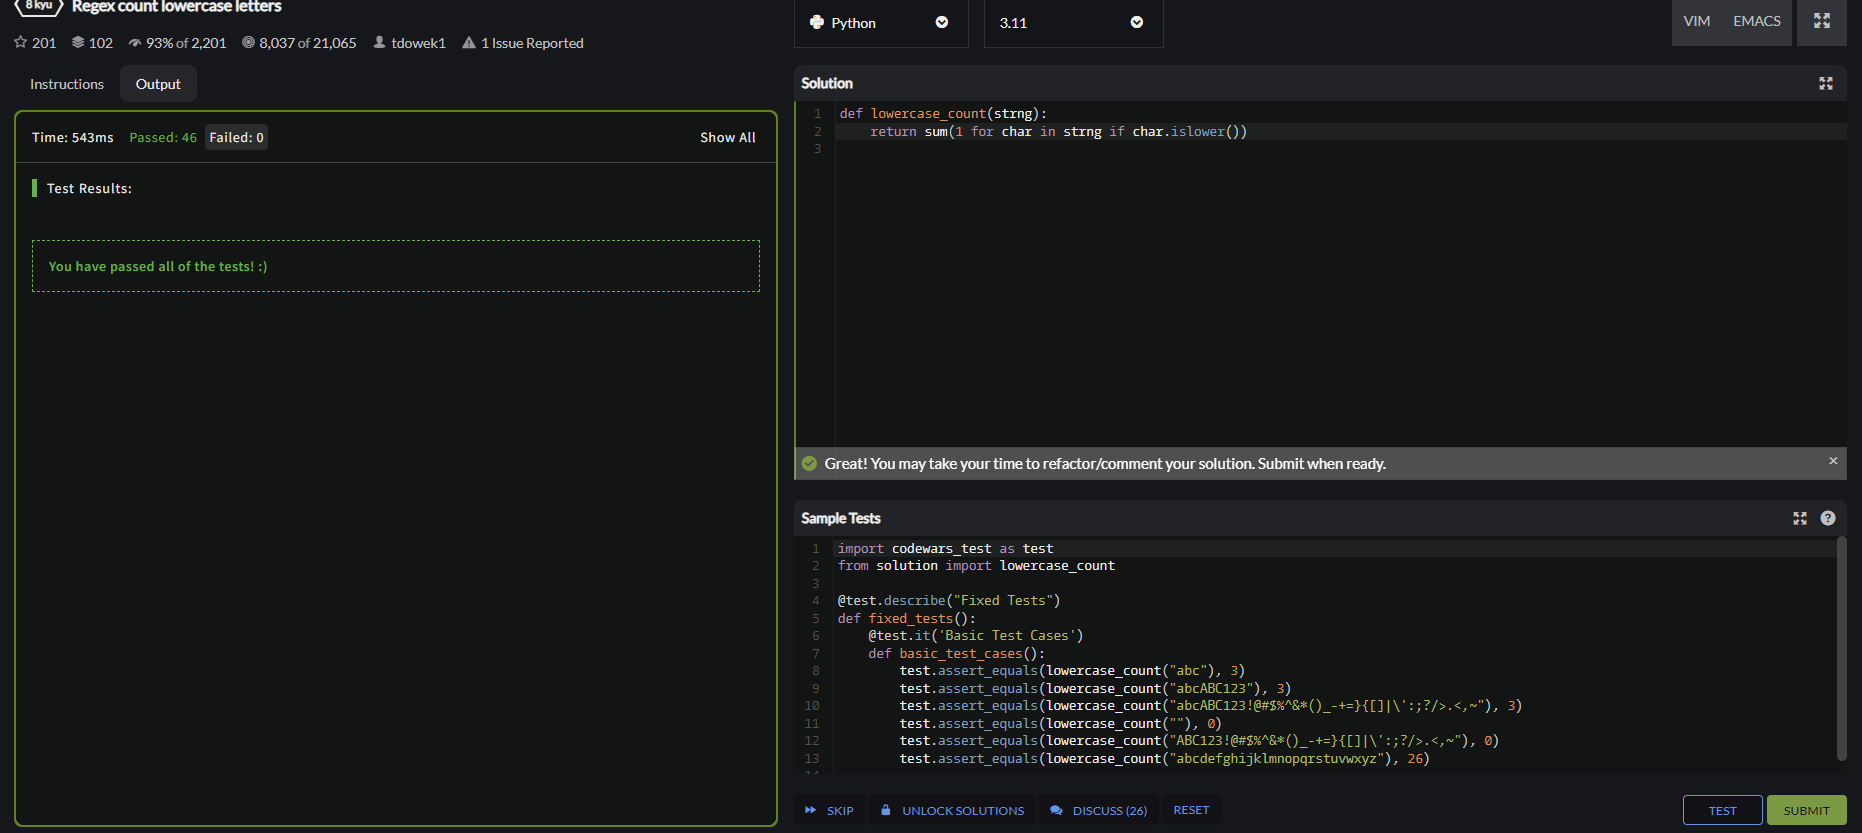 8 kyu Regex count lowercase letters
201 102 93% of 2,201 8,037 of 21,065 tdowek1 1 Issue Reported
Instructions Output
Time: 543ms Passed: 46 Failed: 0 Show All
Test Results:
You have passed all of the tests! :)
Python 3.11 VIM EMACS
Solution
1 def lowercase_count(strng):
2     return sum(1 for char in strng if char.islower())
3
Great! You may take your time to refactor/comment your solution. Submit when ready. ×
Sample Tests ?
1 import codewars_test as test
2 from solution import lowercase_count
3
4 @test.describe("Fixed Tests")
5 def fixed_tests():
6     @test.it('Basic Test Cases')
7     def basic_test_cases():
8         test.assert_equals(lowercase_count("abc"), 3)
9         test.assert_equals(lowercase_count("abcABC123"), 3)
10         test.assert_equals(lowercase_count("abcABC123!@#$%^&*()_-+=}{[]|\':;?/>.<,~"), 3)
11         test.assert_equals(lowercase_count(""), 0)
12         test.assert_equals(lowercase_count("ABC123!@#$%^&*()_-+=}{[]|\':;?/>.<,~"), 0)
13         test.assert_equals(lowercase_count("abcdefghijklmnopqrstuvwxyz"), 26)
SKIP UNLOCK SOLUTIONS DISCUSS (26) RESET TEST SUBMIT